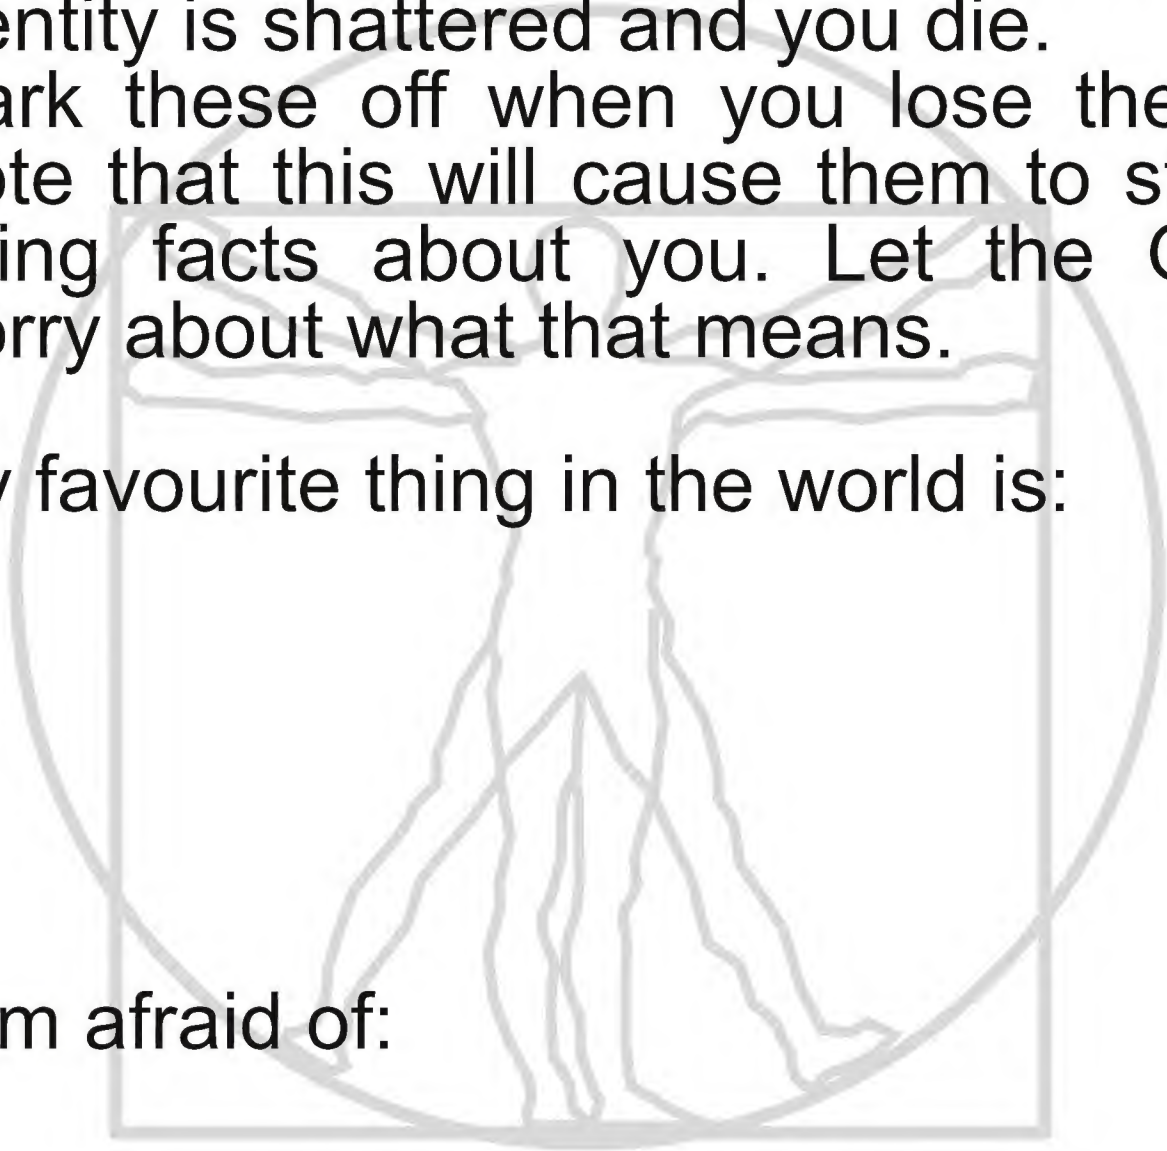 entity is shattered and you die.
ark these off when you lose the
ote that this will cause them to st
ing facts about you. Let the C
orry about what that means.
y favourite thing in the world is:
m afraid of: